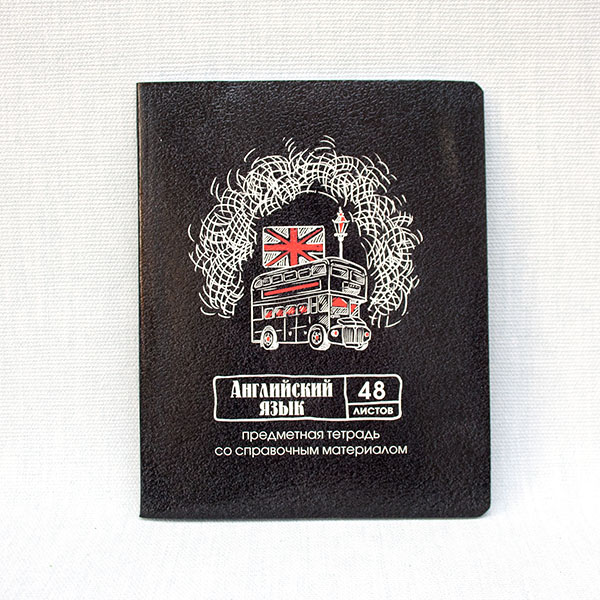 Английский
язык
48
листов
предметная тетрадь
со справочным материалом